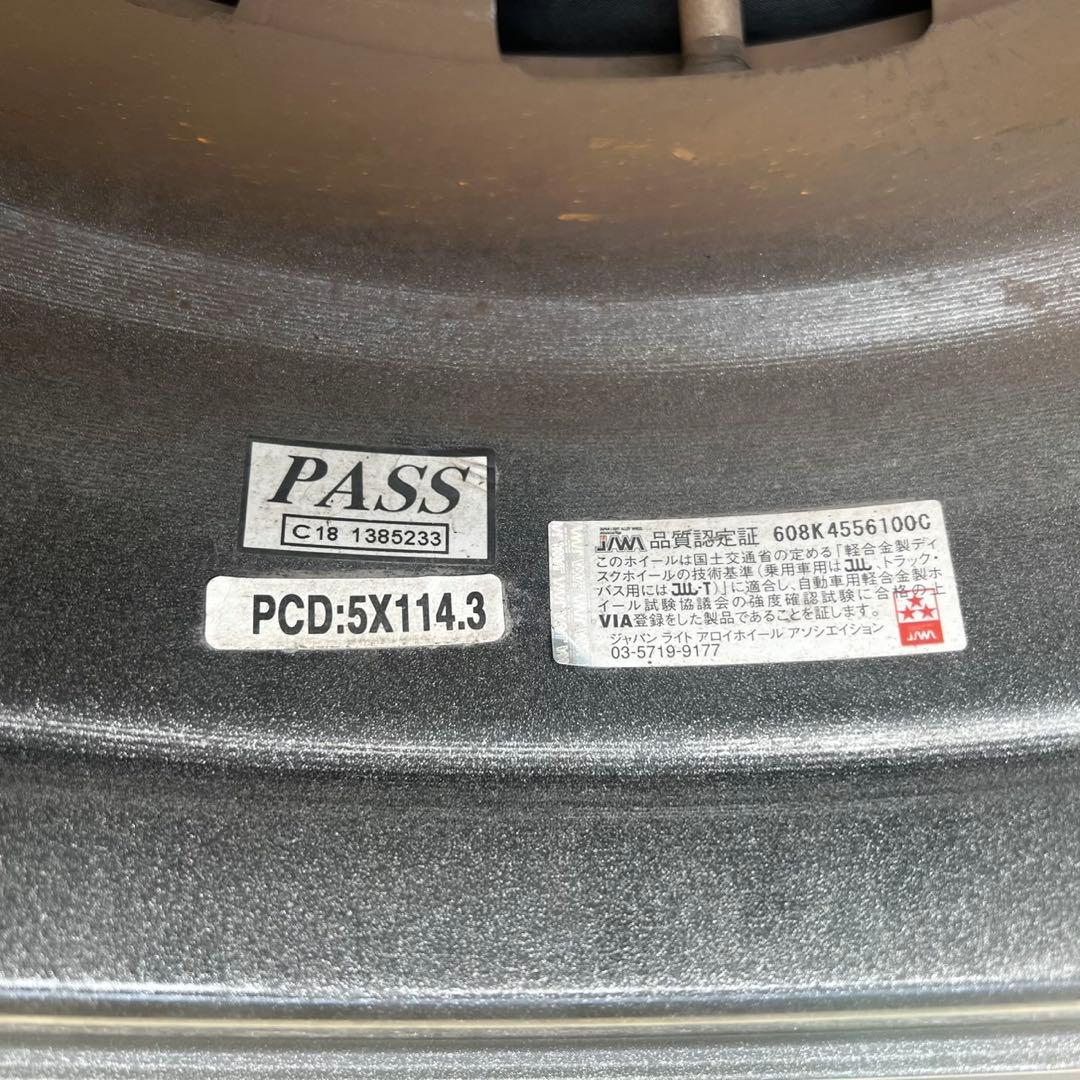 PASS
C18 1385233
PCD:5X114.3
JAPAN LIGHT ALLOY WHEEL
JAWA 品質認定証 608K4556100C
このホイールは国土交通省の定める「軽合金製ディ
スクホイールの技術基準(乗用車用はJWL、トラック・
バス用にはJWL-T)」に適合し、自動車用軽合金製ホ
イール試験協議会の強度確認試験に合格のエ
VIA登録をした製品であることを証します。
ジャパン ライト アロイホイール アソシエイション
03-5719-9177
JAWA